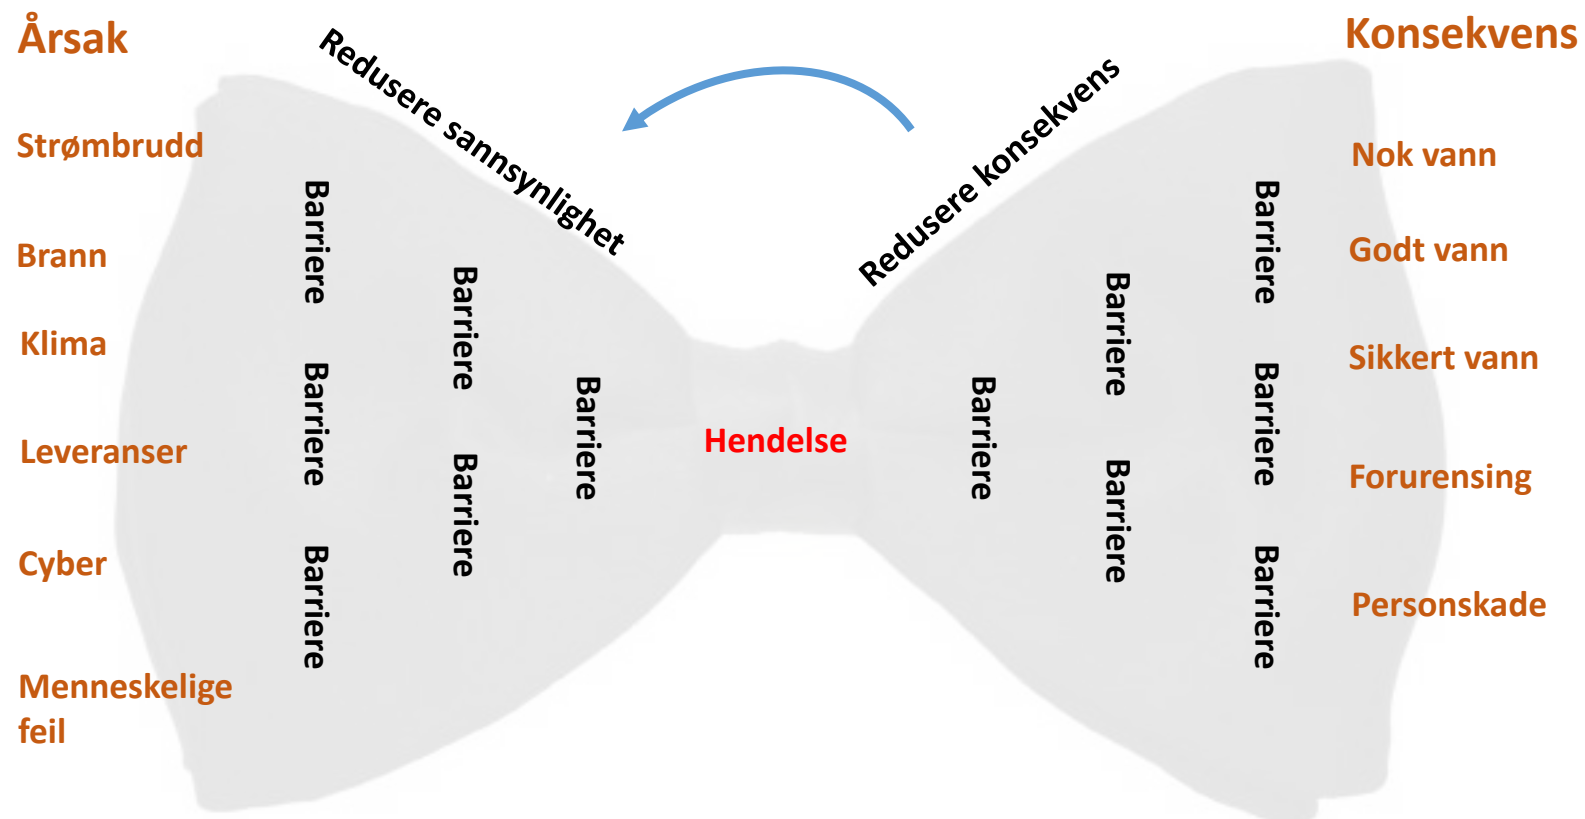 Årsak
Strømbrudd
Brann
Klima
Leveranser
Cyber
Menneskelige
feil
Redusere sannsynlighet
Barriere
Barriere
Barriere
Barriere
Barriere
Barriere
Hendelse
Redusere konsekvens
Barriere
Barriere
Barriere
Barriere
Barriere
Barriere
Konsekvens
Nok vann
Godt vann
Sikkert vann
Forurensing
Personskade